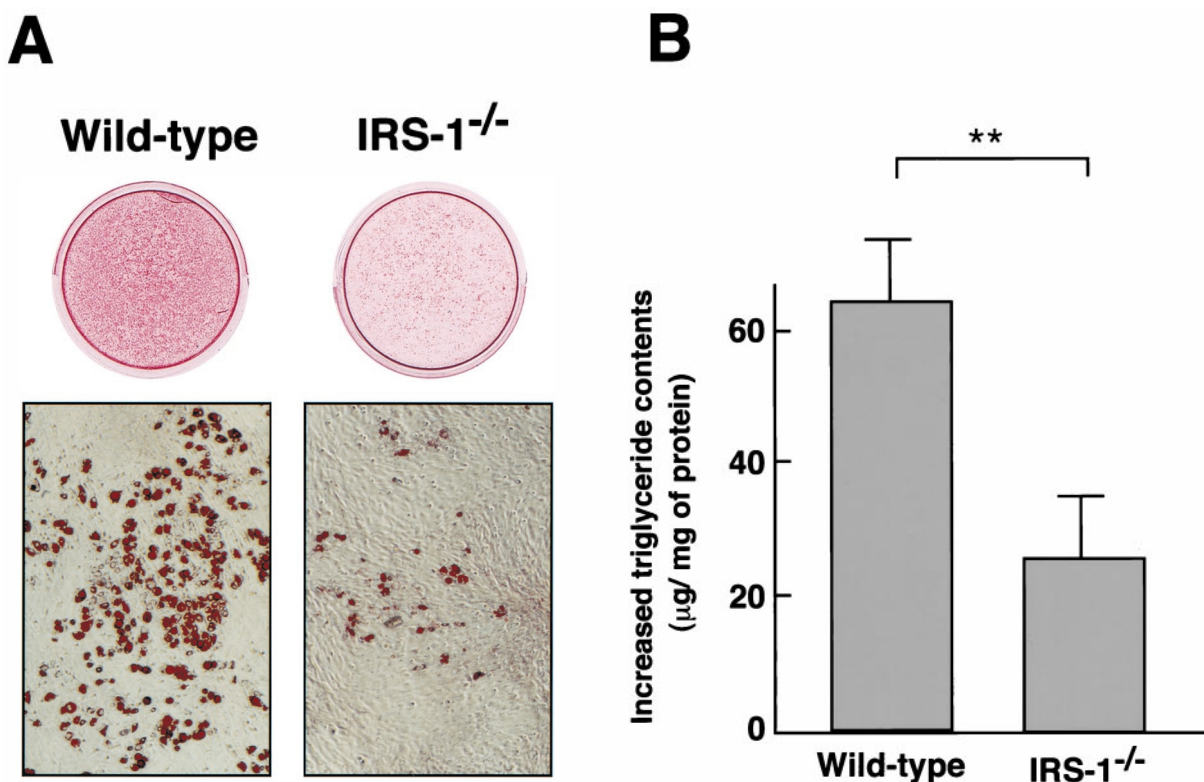 A
Wild-type
IRS-1-/-
B
**
Increased triglyceride contents
(μg/ mg of protein)
60
40
20
0
Wild-type
IRS-1-/-